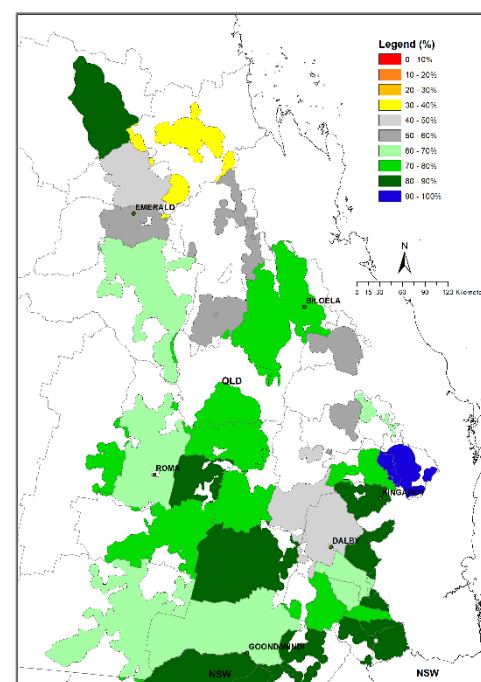 Legend (%)
0 - 10%
10 - 20%
20 - 30%
30 - 40%
40 - 50%
50 - 60%
60 - 70%
70 - 80%
80 - 90%
90 - 100%
EMERALD
N
0 15 30 60 90 120 Kilomete
BILOELA
QLD
ROMA
KINGAROY
DALBY
GOONDIWINDI
NSW
NSW